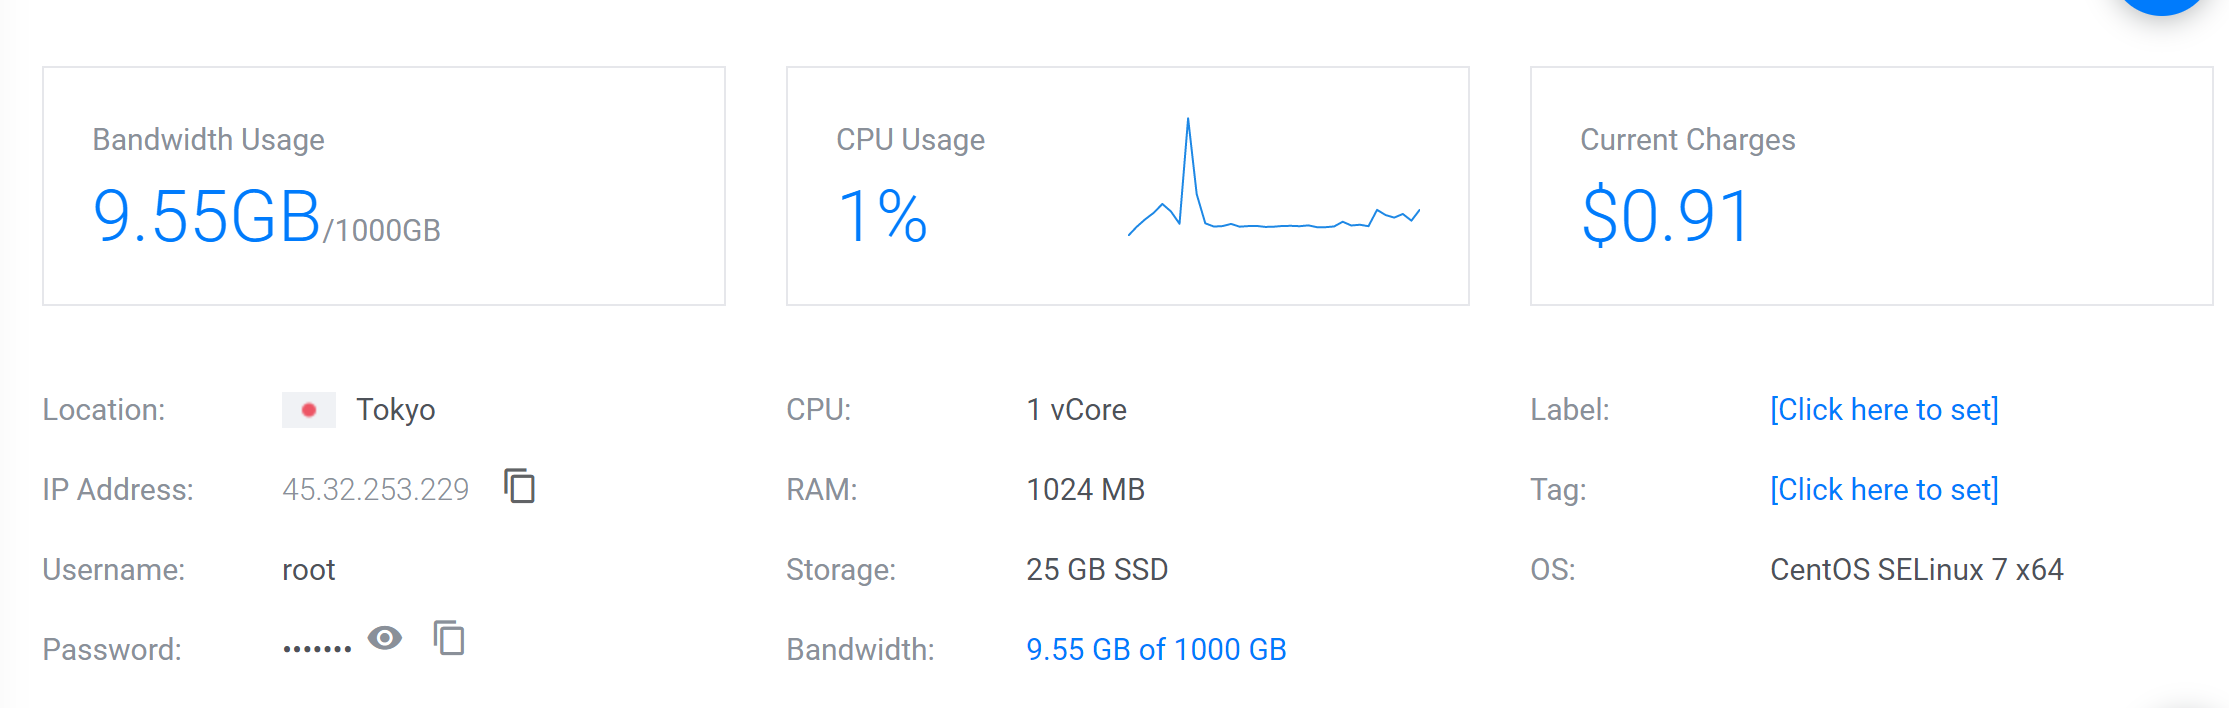 Bandwidth Usage
9.55GB/1000GB
CPU Usage
1%
Current Charges
$0.91
Location: Tokyo
IP Address: 45.32.253.229
Username: root
Password: •••••••
CPU: 1 vCore
RAM: 1024 MB
Storage: 25 GB SSD
Bandwidth: 9.55 GB of 1000 GB
Label: [Click here to set]
Tag: [Click here to set]
OS: CentOS SELinux 7 x64